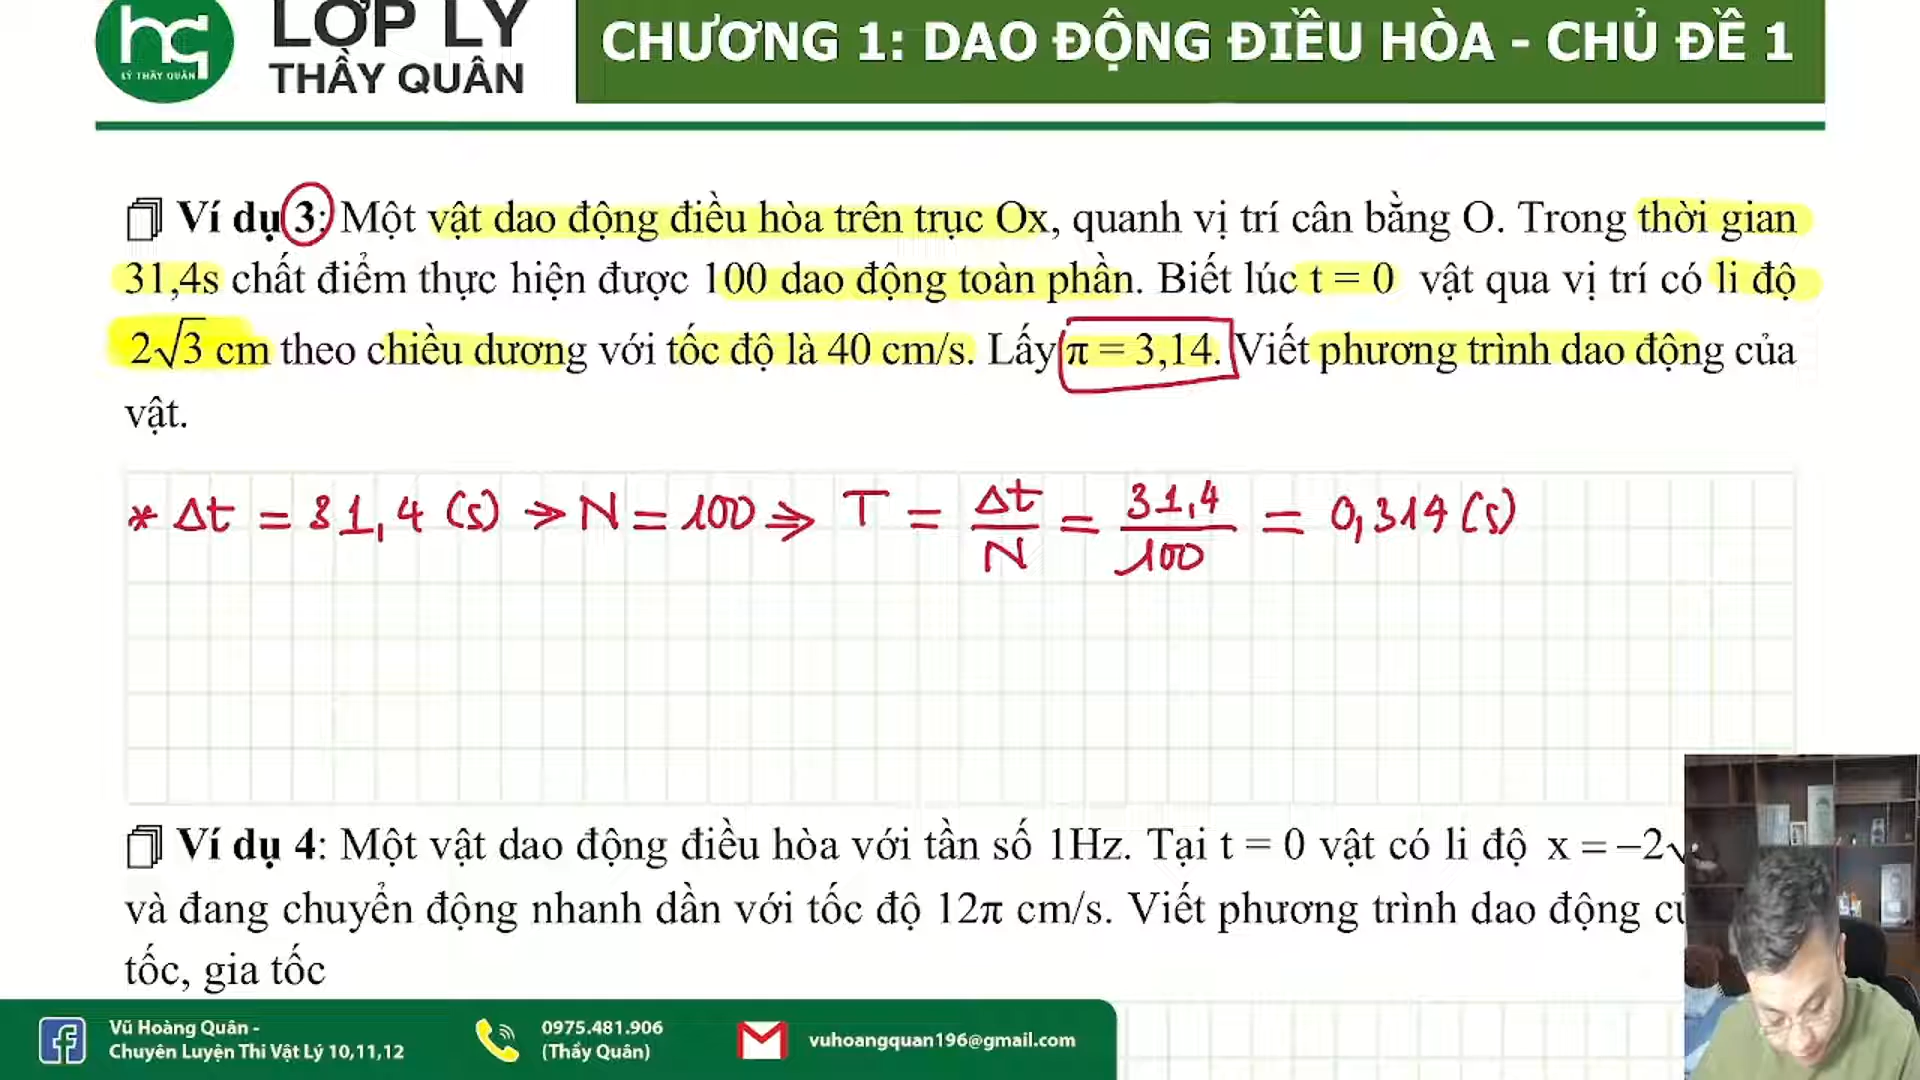 LỚP LÝ
THẦY QUÂN
hq
LÝ THẦY QUÂN
CHƯƠNG 1: DAO ĐỘNG ĐIỀU HÒA - CHỦ ĐỀ 1
Ví dụ 3: Một vật dao động điều hòa trên trục Ox, quanh vị trí cân bằng O. Trong thời gian
31,4s chất điểm thực hiện được 100 dao động toàn phần. Biết lúc t = 0 vật qua vị trí có li độ
2√3 cm theo chiều dương với tốc độ là 40 cm/s. Lấy π = 3,14. Viết phương trình dao động của
vật.
* Δt = 31,4 (s) → N = 100 ⇒ T = Δt/N = 31,4/100 = 0,314 (s)
Ví dụ 4: Một vật dao động điều hòa với tần số 1Hz. Tại t = 0 vật có li độ x = −2√
và đang chuyển động nhanh dần với tốc độ 12π cm/s. Viết phương trình dao động
tốc, gia tốc
Vũ Hoàng Quân -
Chuyên Luyện Thi Vật Lý 10,11,12
0975.481.906
(Thầy Quân)
vuhoangquan196@gmail.com